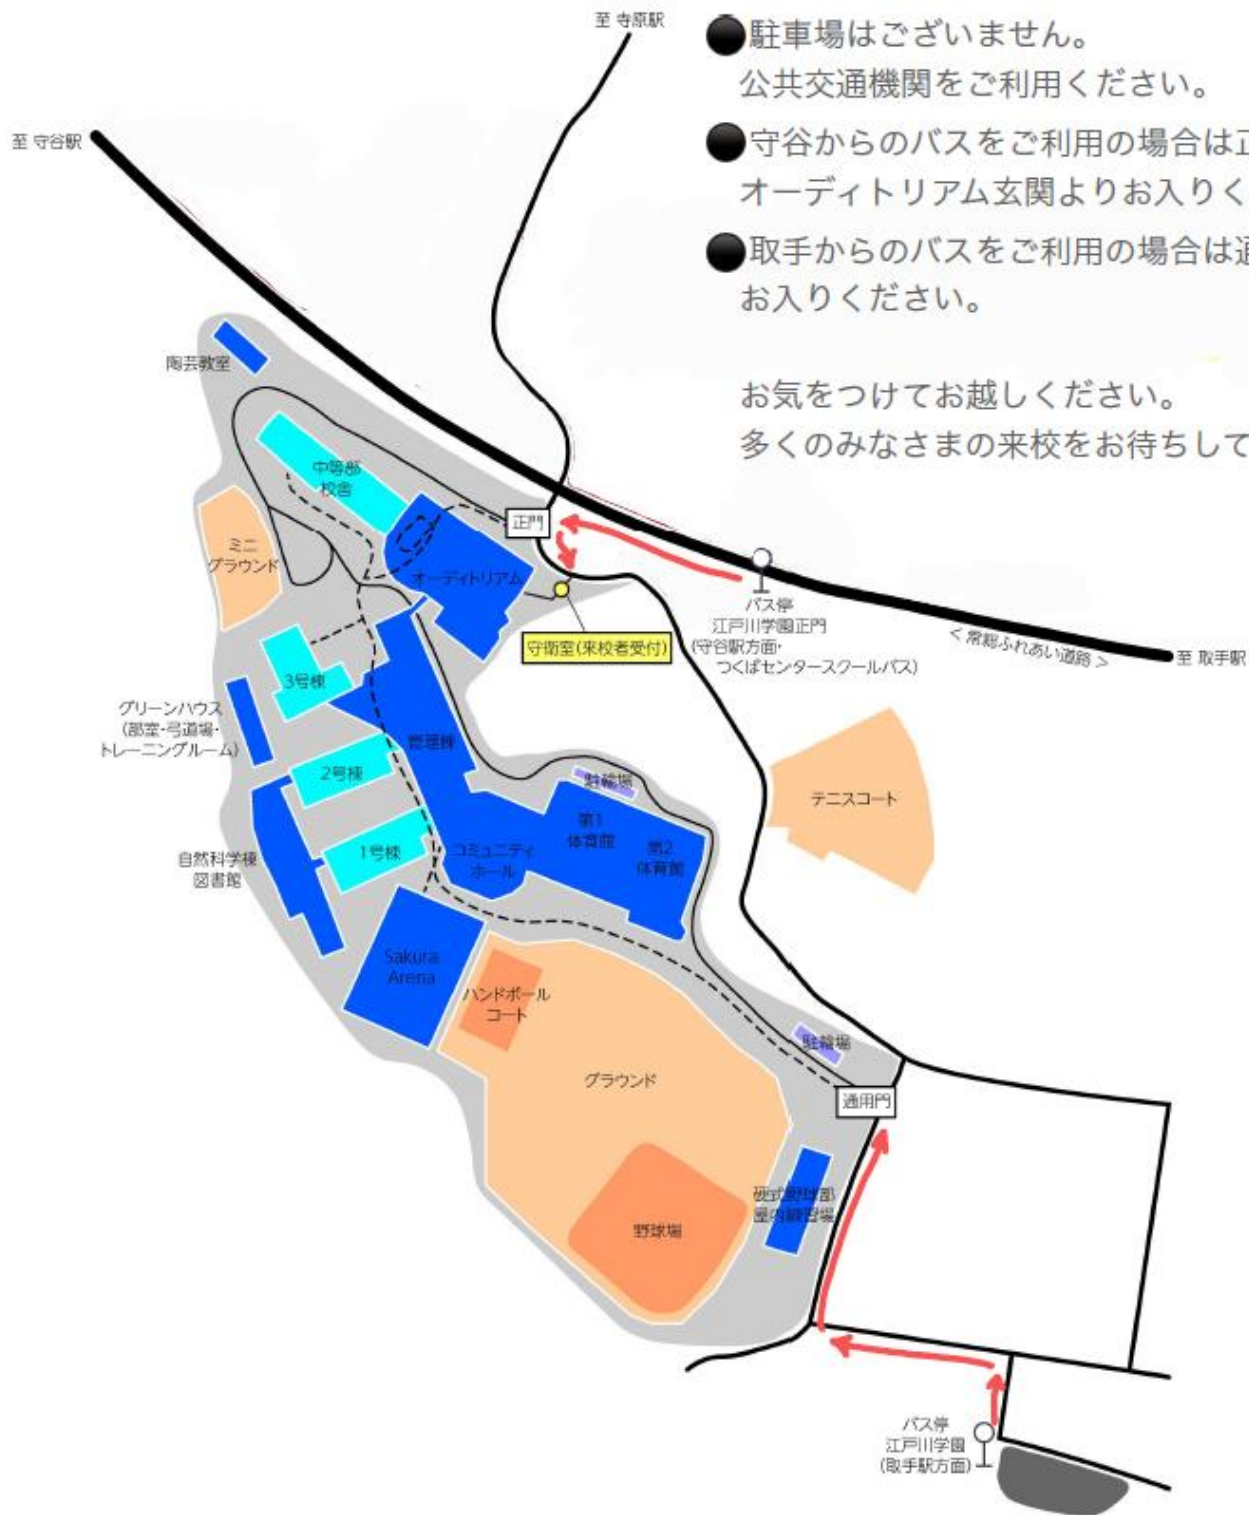 至 寺原駅
●駐車場はございません。
公共交通機関をご利用ください。
至 守谷駅
●守谷からのバスをご利用の場合は正
オーディトリアム玄関よりお入りく
●取手からのバスをご利用の場合は通
お入りください。
お気をつけてお越しください。
多くのみなさまの来校をお待ちして
陶芸教室
中等部
校舎
正門
ミニ
グラウンド
オーディトリアム
バス停
江戸川学園正門
(守谷駅方面・
つくばセンタースクールバス)
<常総ふれあい道路>
至 取手駅
守衛室(来校者受付)
3号棟
グリーンハウス
(部室・弓道場・
トレーニングルーム)
管理棟
2号棟
駐輪場
テニスコート
第1
体育館
第2
体育館
1号棟
コミュニティ
ホール
自然科学棟
図書館
Sakura
Arena
ハンドボール
コート
駐輪場
グラウンド
通用門
硬式野球部
屋内練習場
野球場
バス停
江戸川学園
(取手駅方面)